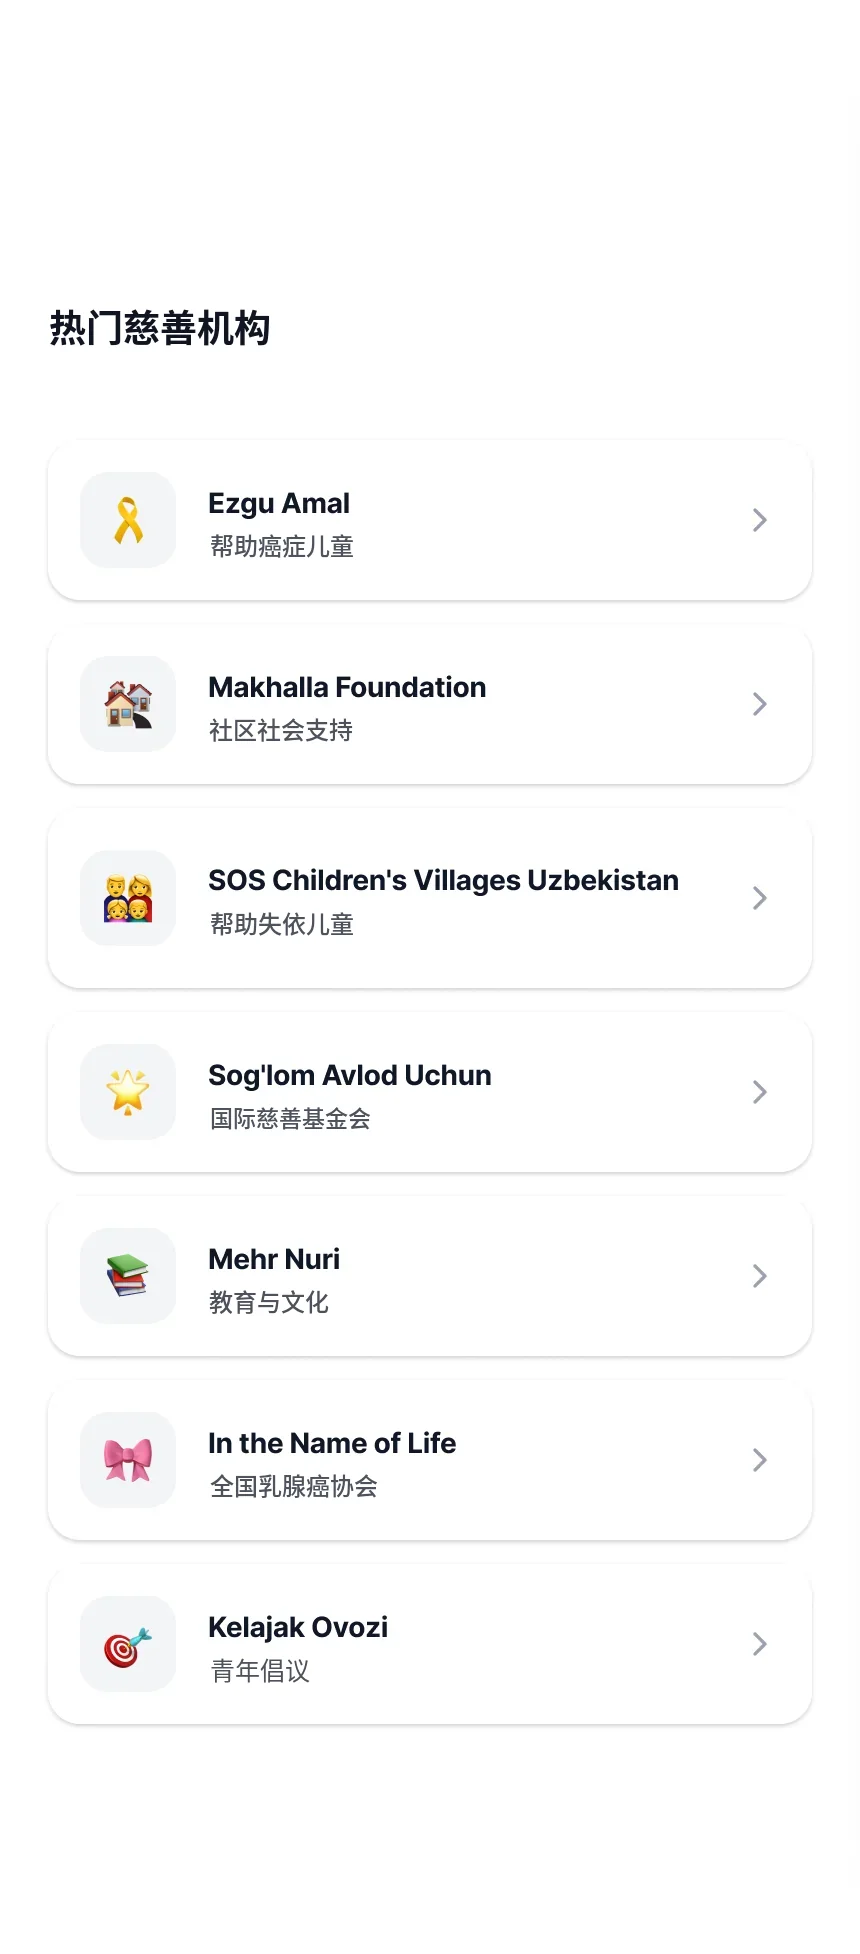 热门慈善机构
Ezgu Amal
帮助癌症儿童
Makhalla Foundation
社区社会支持
SOS Children's Villages Uzbekistan
帮助失依儿童
Sog'lom Avlod Uchun
国际慈善基金会
Mehr Nuri
教育与文化
In the Name of Life
全国乳腺癌协会
Kelajak Ovozi
青年倡议